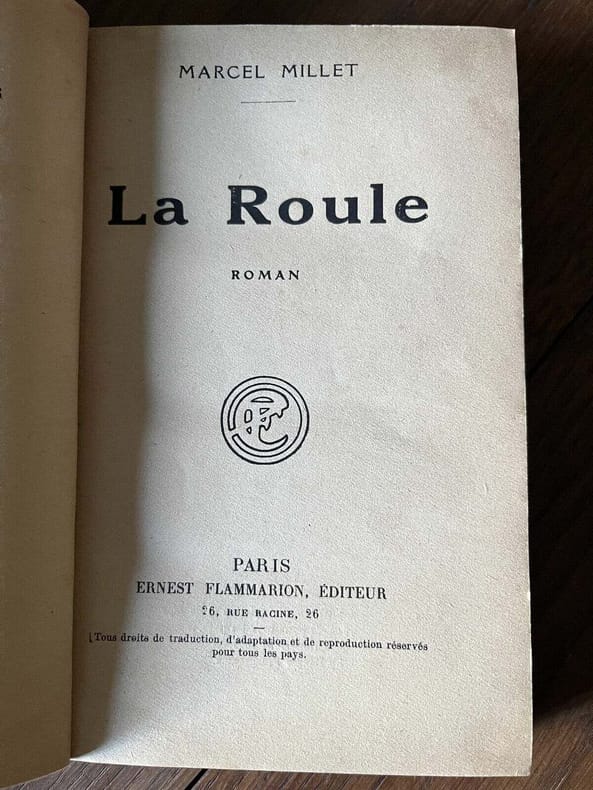 MARCEL MILLET
La Roule
ROMAN
PARIS
ERNEST FLAMMARION, ÉDITEUR
26, RUE RACINE, 26
Tous droits de traduction, d'adaptation et de reproduction réservés
pour tous les pays.